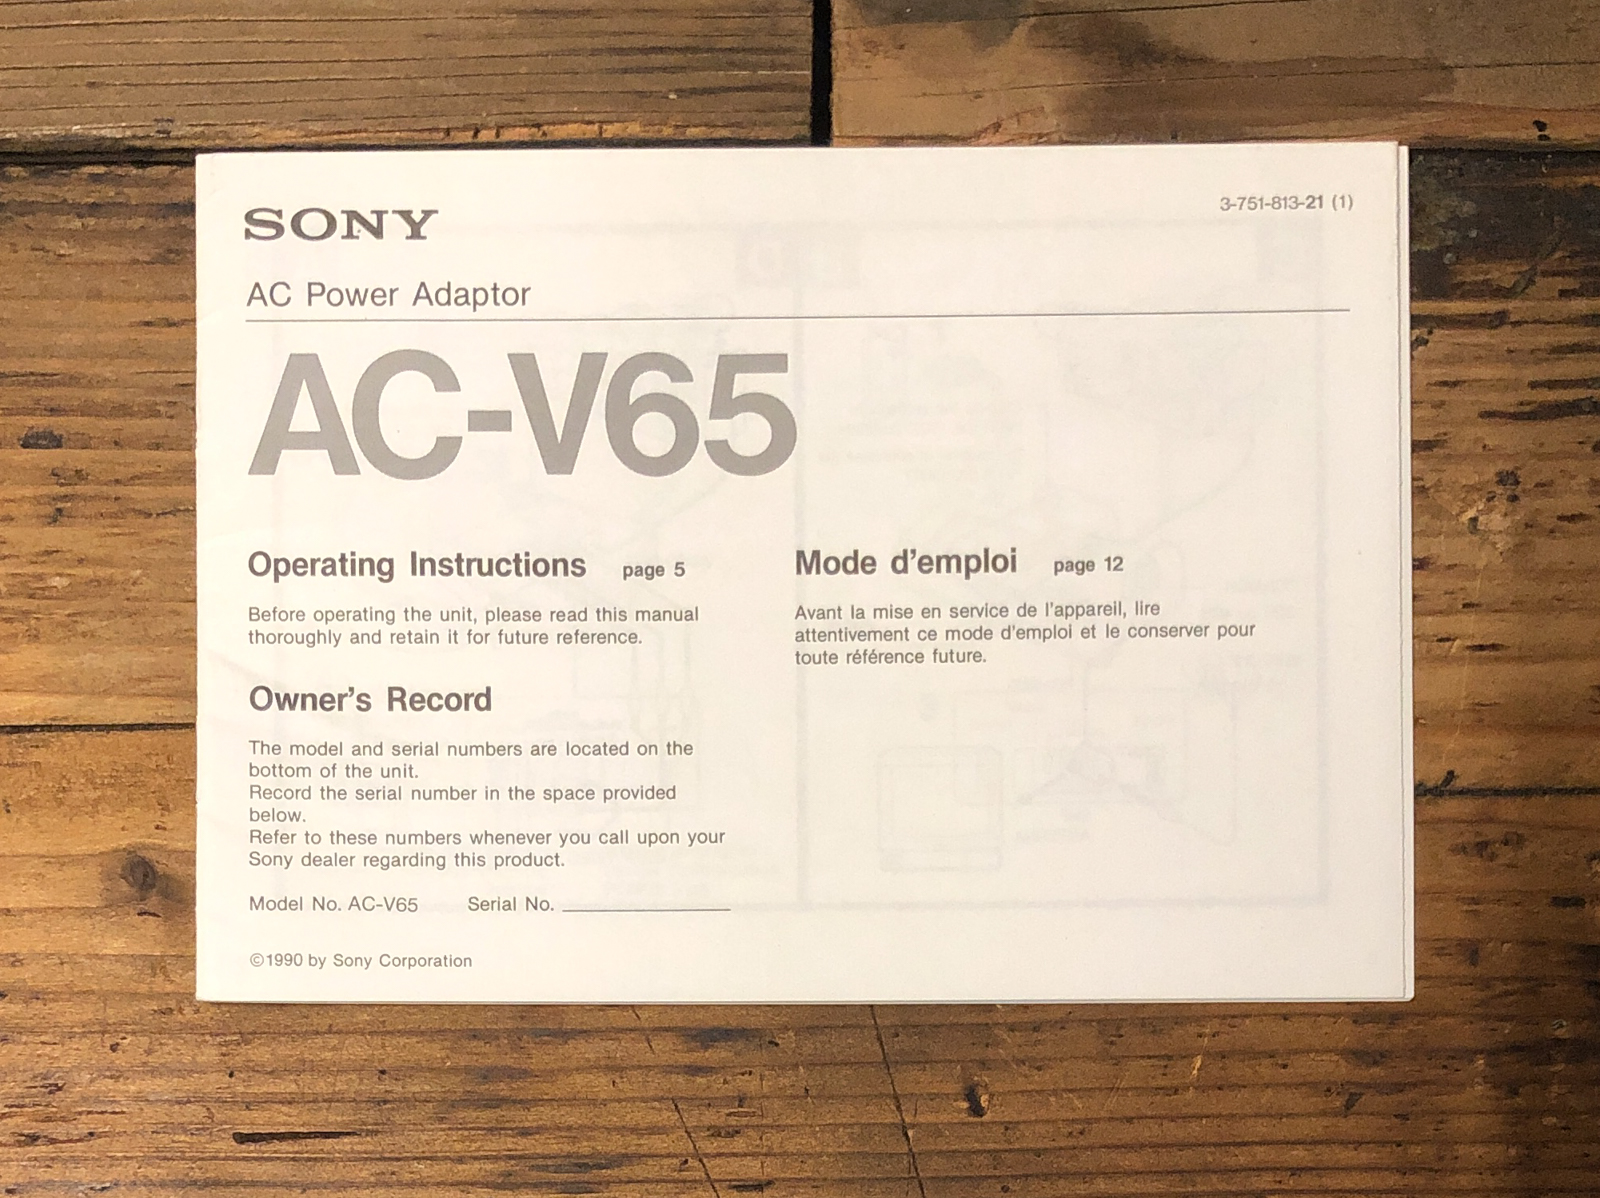 SONY
3-751-813-21 (1)
AC Power Adaptor
AC-V65
Operating Instructions page 5
Before operating the unit, please read this manual
thoroughly and retain it for future reference.
Owner's Record
The model and serial numbers are located on the
bottom of the unit.
Record the serial number in the space provided
below.
Refer to these numbers whenever you call upon your
Sony dealer regarding this product.
Model No. AC-V65 Serial No. ___________
©1990 by Sony Corporation
Mode d'emploi page 12
Avant la mise en service de l'appareil, lire
attentivement ce mode d'emploi et le conserver pour
toute référence future.